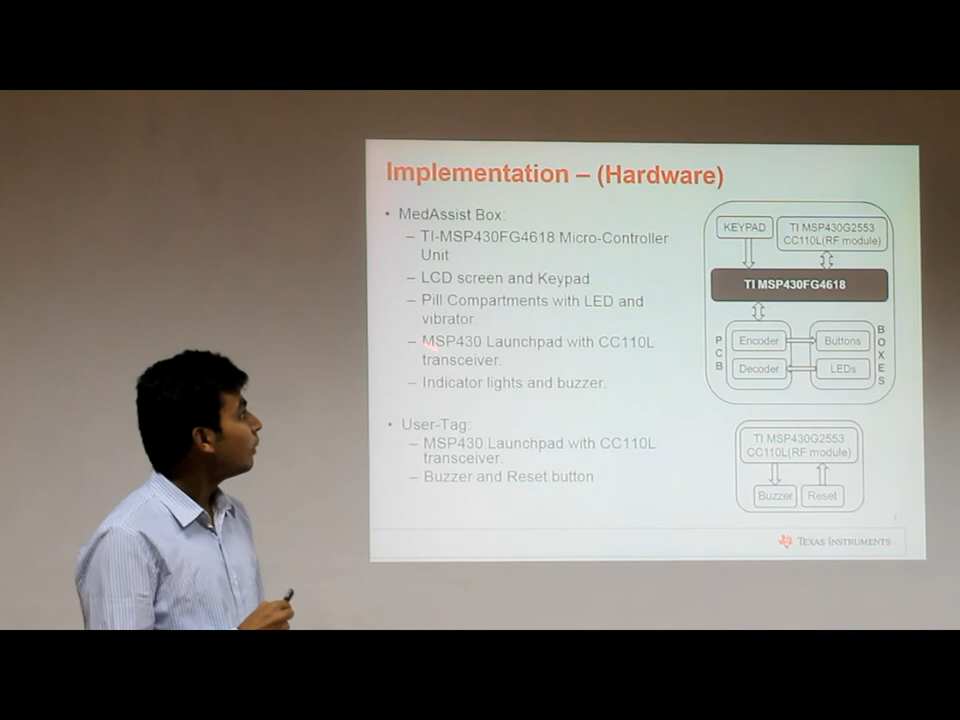 Implementation – (Hardware)
• MedAssist Box:
– TI-MSP430FG4618 Micro-Controller
Unit
– LCD screen and Keypad
– Pill Compartments with LED and
vibrator.
– MSP430 Launchpad with CC110L
transceiver.
– Indicator lights and buzzer.
• User-Tag:
– MSP430 Launchpad with CC110L
transceiver.
– Buzzer and Reset button
KEYPAD
TI MSP430G2553
CC110L(RF module)
TI MSP430FG4618
PCB
Encoder
Decoder
Buttons
LEDs
BOXES
TI MSP430G2553
CC110L(RF module)
Buzzer
Reset
TEXAS INSTRUMENTS